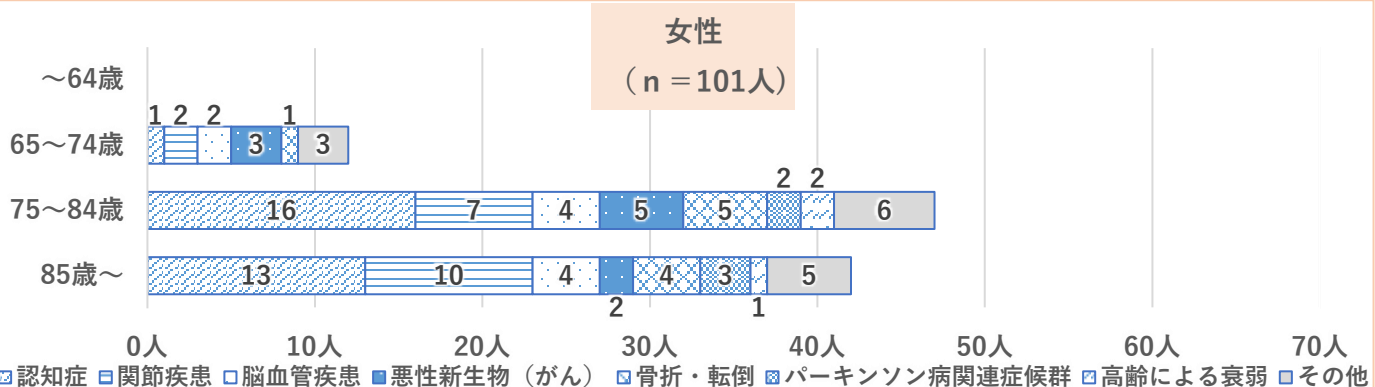 女性
（ｎ＝101人）
～64歳
1 2 2 1
65～74歳 3 3
2 2
75～84歳 16 7 4 5 5 6
85歳～ 13 10 4 4 3 5
2 1
0人 10人 20人 30人 40人 50人 60人 70人
認知症 関節疾患 脳血管疾患 悪性新生物（がん） 骨折・転倒 パーキンソン病関連症候群 高齢による衰弱 その他